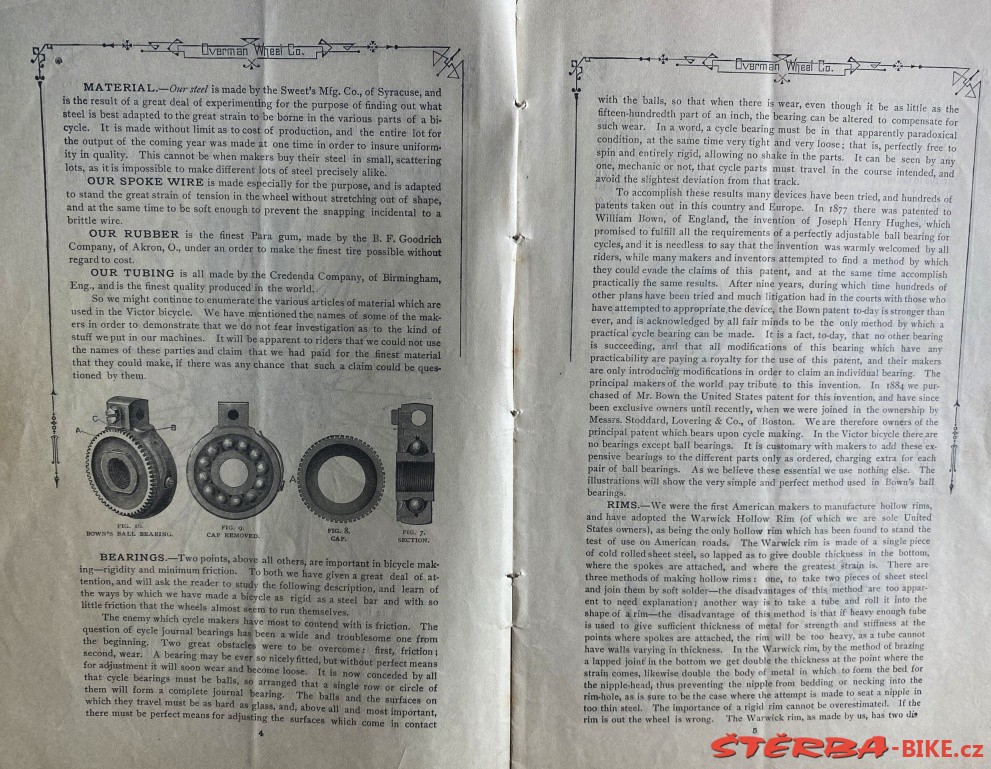 Overman Wheel Co.
MATERIAL.—Our steel is made by the Sweet's Mfg. Co., of Syracuse, and
is the result of a great deal of experimenting for the purpose of finding out what
steel is best adapted to the great strain to be borne in the various parts of a bi-
cycle. It is made without limit as to cost of production, and the entire lot for
the output of the coming year was made at one time in order to insure uniform-
ity in quality. This cannot be when makers buy their steel in small, scattering
lots, as it is impossible to make different lots of steel precisely alike.
OUR SPOKE WIRE is made especially for the purpose, and is adapted
to stand the great strain of tension in the wheel without stretching out of shape,
and at the same time to be soft enough to prevent the snapping incidental to a
brittle wire.
OUR RUBBER is the finest Para gum, made by the B. F. Goodrich
Company, of Akron, O., under an order to make the finest tire possible without
regard to cost.
OUR TUBING is all made by the Credenda Company, of Birmingham,
Eng., and is the finest quality produced in the world.
So we might continue to enumerate the various articles of material which are
used in the Victor bicycle. We have mentioned the names of some of the mak-
ers in order to demonstrate that we do not fear investigation as to the kind of
stuff we put in our machines. It will be apparent to riders that we could not use
the names of these parties and claim that we had paid for the finest material
that they could make, if there was any chance that such a claim could be ques-
tioned by them.
C
A
B
A
FIG. 10.
BOWN'S BALL BEARING.
FIG. 9.
CAP REMOVED.
FIG. 8.
CAP.
FIG. 7.
SECTION.
BEARINGS.—Two points, above all others, are important in bicycle mak-
ing—rigidity and minimum friction. To both we have given a great deal of at-
tention, and will ask the reader to study the following description, and learn of
the ways by which we have made a bicycle as rigid as a steel bar and with so
little friction that the wheels almost seem to run themselves.
The enemy which cycle makers have most to contend with is friction. The
question of cycle journal bearings has been a wide and troublesome one from
the beginning. Two great obstacles were to be overcome: first, friction;
second, wear. A bearing may be ever so nicely fitted, but without perfect means
for adjustment it will soon wear and become loose. It is now conceded by all
that cycle bearings must be balls, so arranged that a single row or circle of
them will form a complete journal bearing. The balls and the surfaces on
which they travel must be as hard as glass, and, above all and most important,
there must be perfect means for adjusting the surfaces which come in contact
4
Overman Wheel Co.
with the balls, so that when there is wear, even though it be as little as the
fifteen-hundredth part of an inch, the bearing can be altered to compensate for
such wear. In a word, a cycle bearing must be in that apparently paradoxical
condition, at the same time very tight and very loose; that is, perfectly free to
spin and entirely rigid, allowing no shake in the parts. It can be seen by any
one, mechanic or not, that cycle parts must travel in the course intended, and
avoid the slightest deviation from that track.
To accomplish these results many devices have been tried, and hundreds of
patents taken out in this country and Europe. In 1877 there was patented to
William Bown, of England, the invention of Joseph Henry Hughes, which
promised to fulfill all the requirements of a perfectly adjustable ball bearing for
cycles, and it is needless to say that the invention was warmly welcomed by all
riders, while many makers and inventors attempted to find a method by which
they could evade the claims of this patent, and at the same time accomplish
practically the same results. After nine years, during which time hundreds of
other plans have been tried and much litigation had in the courts with those who
have attempted to appropriate the device, the Bown patent to-day is stronger than
ever, and is acknowledged by all fair minds to be the only method by which a
practical cycle bearing can be made. It is a fact, to-day, that no other bearing
is succeeding, and that all modifications of this bearing which have any
practicability are paying a royalty for the use of this patent, and their makers
are only introducing modifications in order to claim an individual bearing. The
principal makers of the world pay tribute to this invention. In 1884 we pur-
chased of Mr. Bown the United States patent for this invention, and have since
been exclusive owners until recently, when we were joined in the ownership by
Messrs. Stoddard, Lovering & Co., of Boston. We are therefore owners of the
principal patent which bears upon cycle making. In the Victor bicycle there are
no bearings except ball bearings. It is customary with makers to add these ex-
pensive bearings to the different parts only as ordered, charging extra for each
pair of ball bearings. As we believe these essential we use nothing else. The
illustrations will show the very simple and perfect method used in Bown's ball
bearings.
RIMS.—We were the first American makers to manufacture hollow rims,
and have adopted the Warwick Hollow Rim (of which we are sole United
States owners), as being the only hollow rim which has been found to stand the
test of use on American roads. The Warwick rim is made of a single piece
of cold rolled sheet steel, so lapped as to give double thickness in the bottom,
where the spokes are attached, and where the greatest strain is. There are
three methods of making hollow rims: one, to take two pieces of sheet steel
and join them by soft solder—the disadvantages of this method are too appar-
ent to need explanation; another way is to take a tube and roll it into the
shape of a rim—the disadvantage of this method is that if heavy enough tube
is used to give sufficient thickness of metal for strength and stiffness at the
points where spokes are attached, the rim will be too heavy, as a tube cannot
have walls varying in thickness. In the Warwick rim, by the method of brazing
a lapped joint in the bottom we get double the thickness at the point where the
strain comes, likewise double the body of metal in which to form the bed for
the nipple-head, thus preventing the nipple from bedding or necking into the
rim-hole, as is sure to be the case where the attempt is made to seat a nipple in
too thin steel. The importance of a rigid rim cannot be overestimated. If the
rim is out the wheel is wrong. The Warwick rim, as made by us, has two di-
5
ŠTĚRBA-BIKE.cz